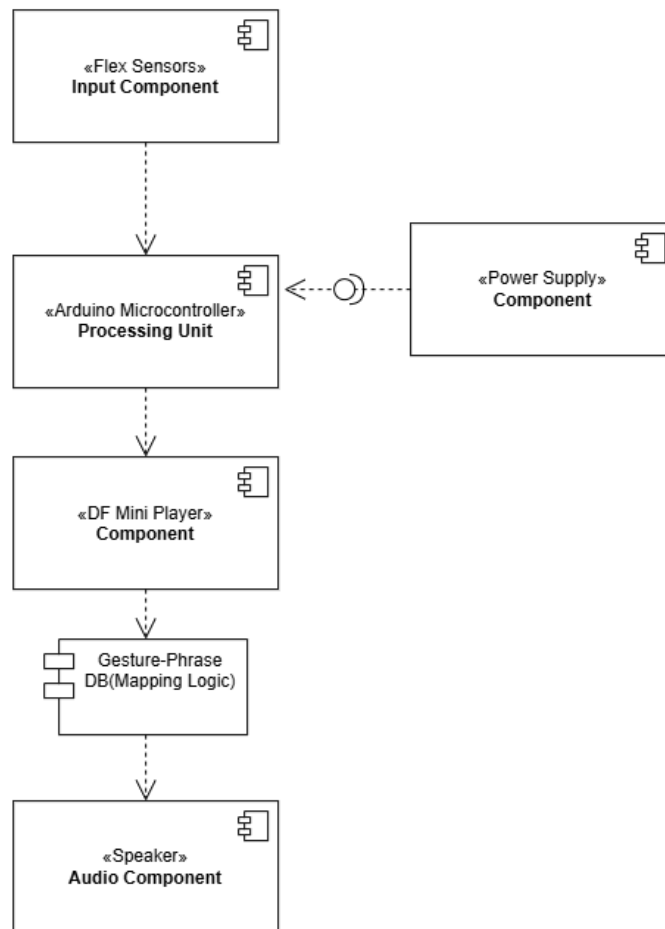 «Flex Sensors»
Input Component
«Arduino Microcontroller»
Processing Unit
«Power Supply»
Component
«DF Mini Player»
Component
Gesture-Phrase
DB(Mapping Logic)
«Speaker»
Audio Component